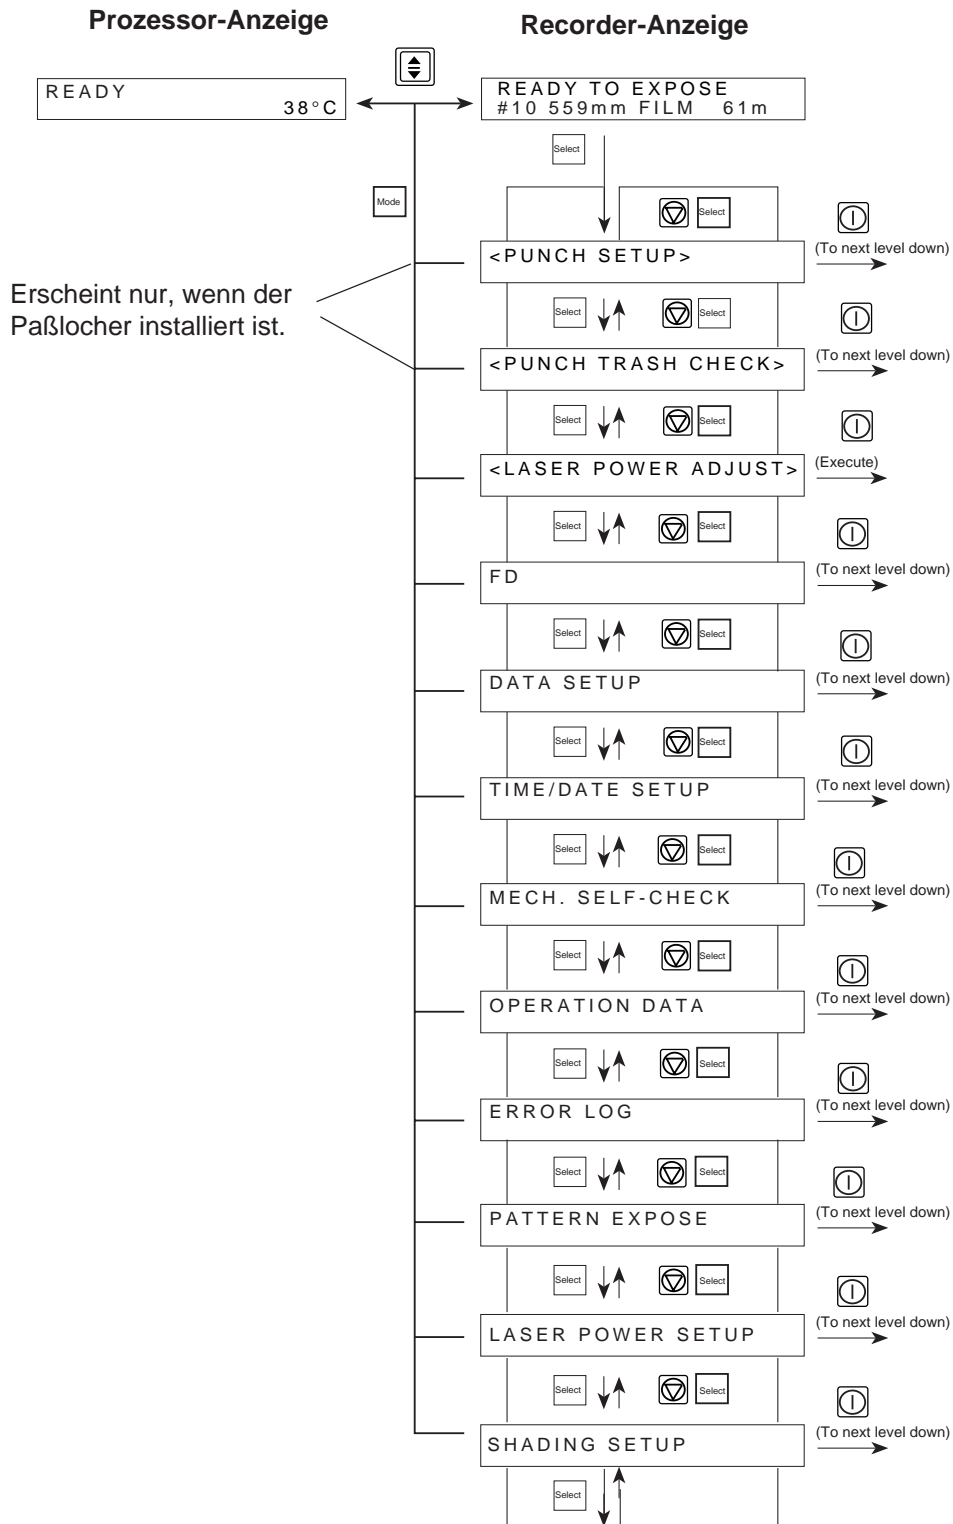 Prozessor-Anzeige
Recorder-Anzeige
READY
38°C
READY TO EXPOSE
#10 559mm FILM 61m
Select
Mode
Select
<PUNCH SETUP>
(To next level down)
Erscheint nur, wenn der
Paßlocher installiert ist.
Select
Select
<PUNCH TRASH CHECK>
(To next level down)
Select
Select
<LASER POWER ADJUST>
(Execute)
Select
Select
FD
(To next level down)
Select
Select
DATA SETUP
(To next level down)
Select
Select
TIME/DATE SETUP
(To next level down)
Select
Select
MECH. SELF-CHECK
(To next level down)
Select
Select
OPERATION DATA
(To next level down)
Select
Select
ERROR LOG
(To next level down)
Select
Select
PATTERN EXPOSE
(To next level down)
Select
Select
LASER POWER SETUP
(To next level down)
Select
Select
SHADING SETUP
(To next level down)
Select